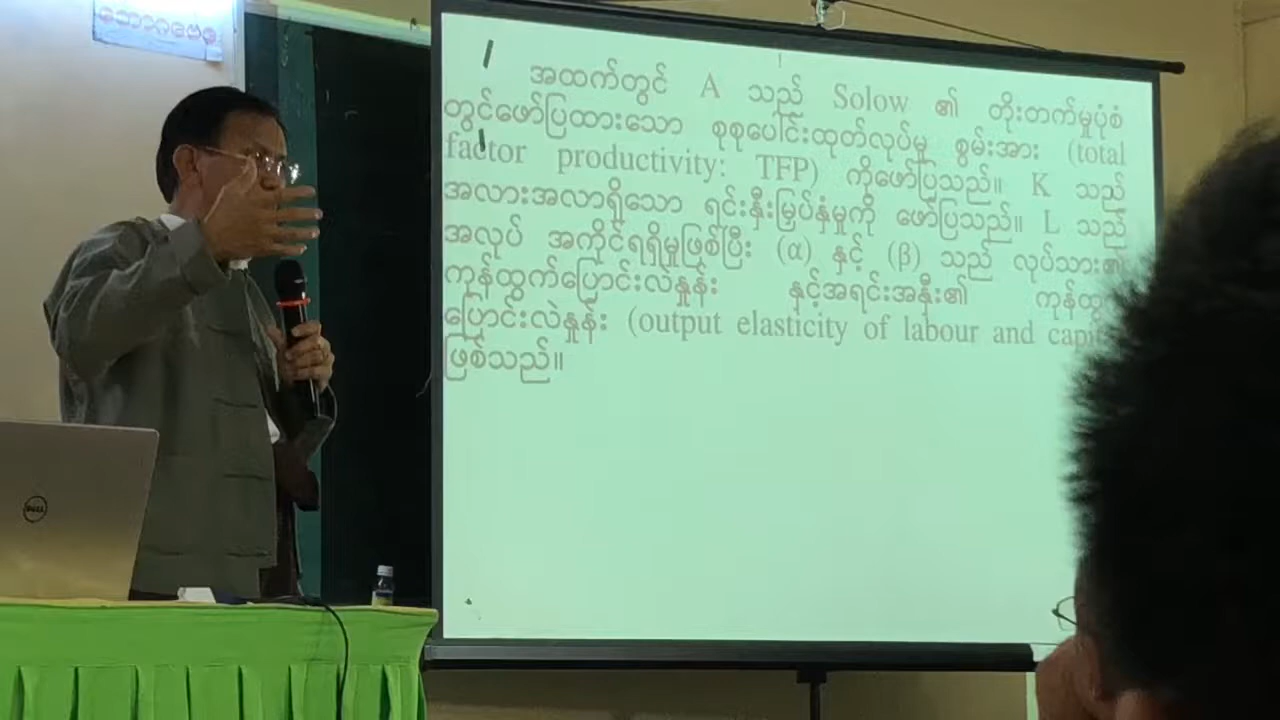 အထက်တွင် A သည် Solow ၏ တိုးတက်မှုပုံစံ
တွင်ဖော်ပြထားသော စုစုပေါင်းထုတ်လုပ်မှု စွမ်းအား (total
factor productivity: TFP) ကိုဖော်ပြသည်။ K သည်
အလားအလာရှိသော ရင်းနှီးမြှပ်နှံမှုကို ဖော်ပြသည်။ L သည်
အလုပ် အကိုင်ရရှိမှုဖြစ်ပြီး (α) နှင့် (β) သည် လုပ်သား၏
ကုန်ထွက်ပြောင်းလဲနှုန်း နှင့်အရင်းအနှီး၏
ပြောင်းလဲနှုန်း (output elasticity of labour and
ဖြစ်သည်။
DELL